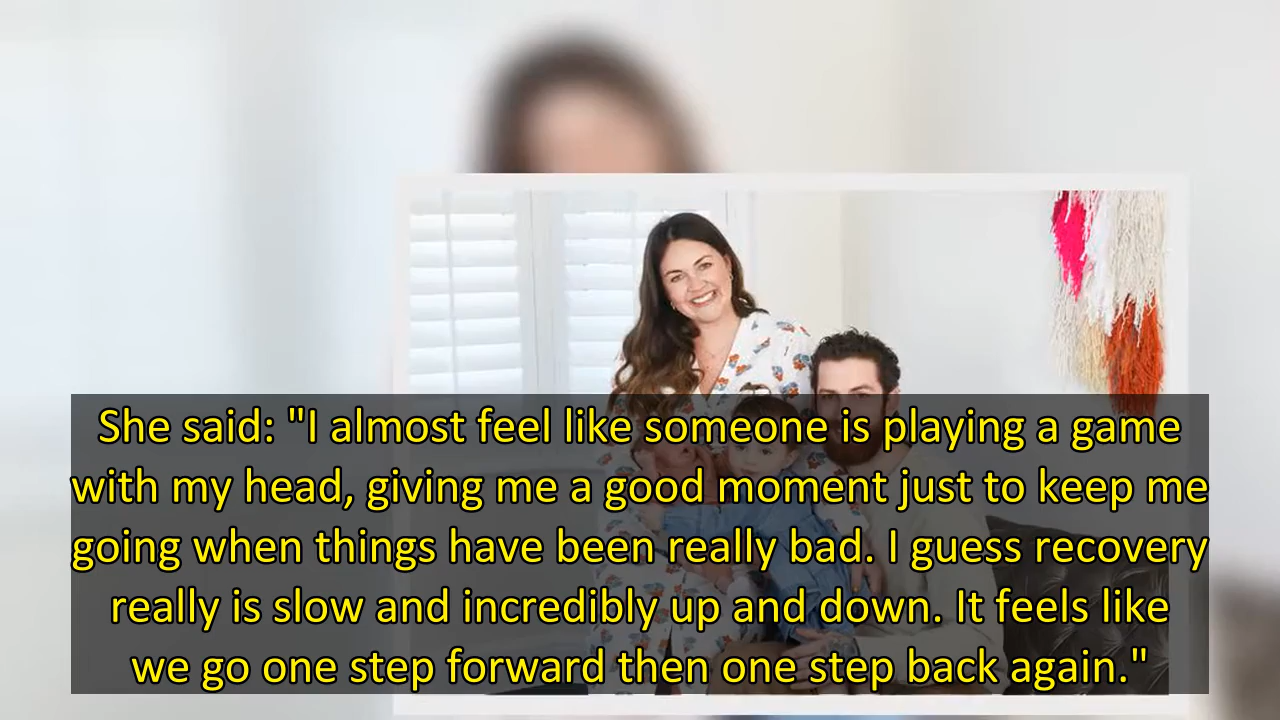 She said: "I almost feel like someone is playing a game
with my head, giving me a good moment just to keep me
going when things have been really bad. I guess recovery
really is slow and incredibly up and down. It feels like
we go one step forward then one step back again."